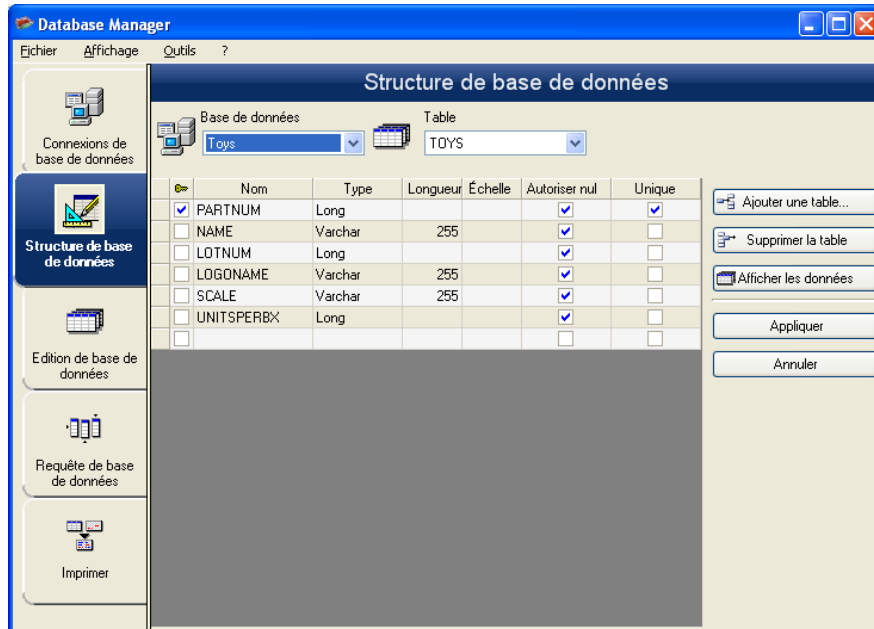 Database Manager
Fichier Affichage Outils ?
Structure de base de données
Connexions de
base de données
Structure de base
de données
Edition de base de
données
Requête de base
de données
Imprimer
Base de données
Toys
Table
TOYS
Nom Type Longueur Échelle Autoriser nul Unique
PARTNUM Long
NAME Varchar 255
LOTNUM Long
LOGONAME Varchar 255
SCALE Varchar 255
UNITSPERBX Long
Ajouter une table...
Supprimer la table
Afficher les données
Appliquer
Annuler